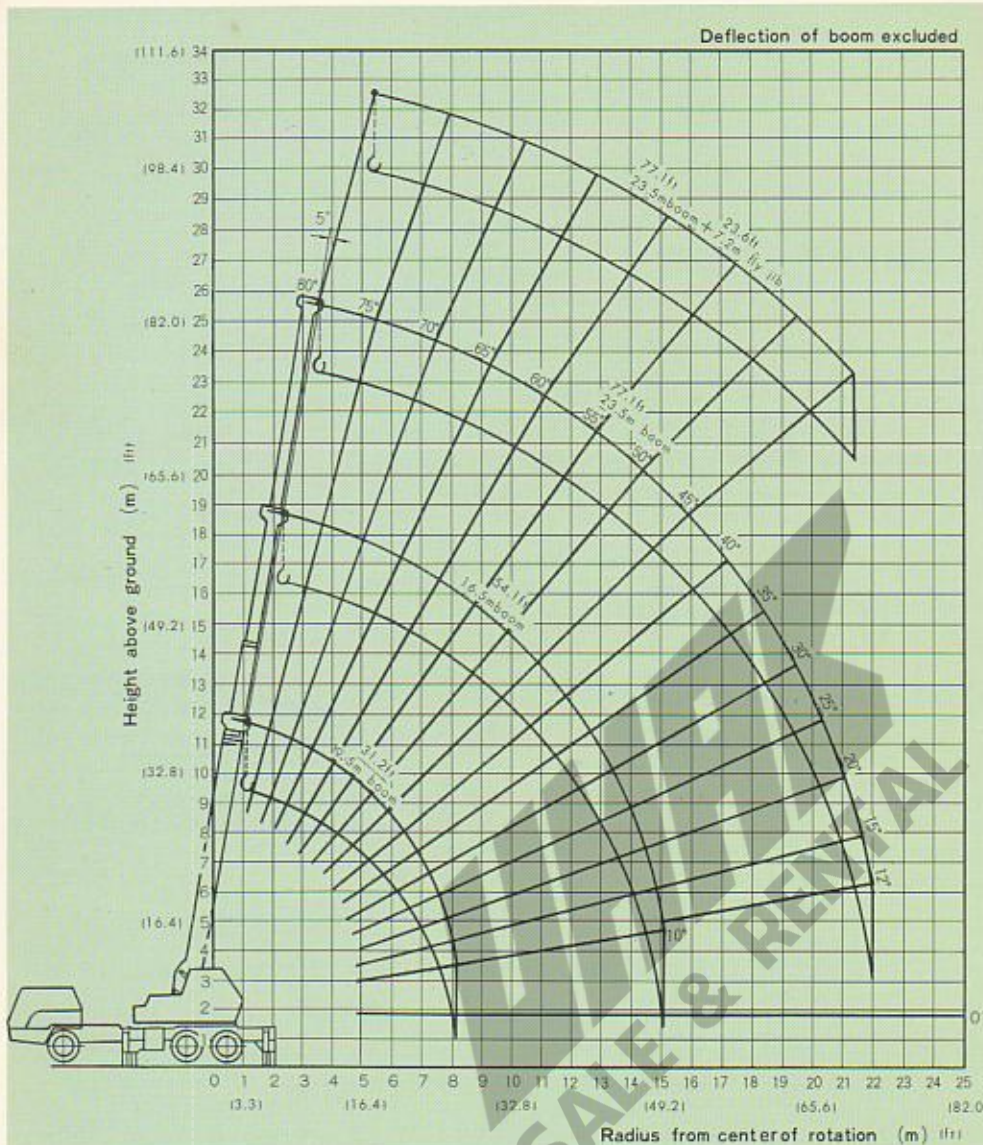 Deflection of boom excluded
(111.6) 34
33
32
31
(98.4) 30
29
28
27
26
(82.0) 25
24
23
22
21
(65.6) 20
19
18
17
16
(49.2) 15
14
13
12
11
(32.8) 10
9
8
7
6
(16.4) 5
4
3
2
1
Height above ground (m) (ft)
77.1ft 23.6ft
23.5m boom + 7.2m fly jib
5°
80° 75° 70° 65° 60° 55° 50° 45° 40° 35° 30° 25° 20° 15° 12°
77.1ft
23.5m boom
54.1ft
16.5m boom
31.2ft
9.5m boom
10°
0°
0 1 2 3 4 5 6 7 8 9 10 11 12 13 14 15 16 17 18 19 20 21 22 23 24 25
(3.3) (16.4) (32.8) (49.2) (65.6) (82.0
Radius from center of rotation (m) (ft)
SALE & RENTAL